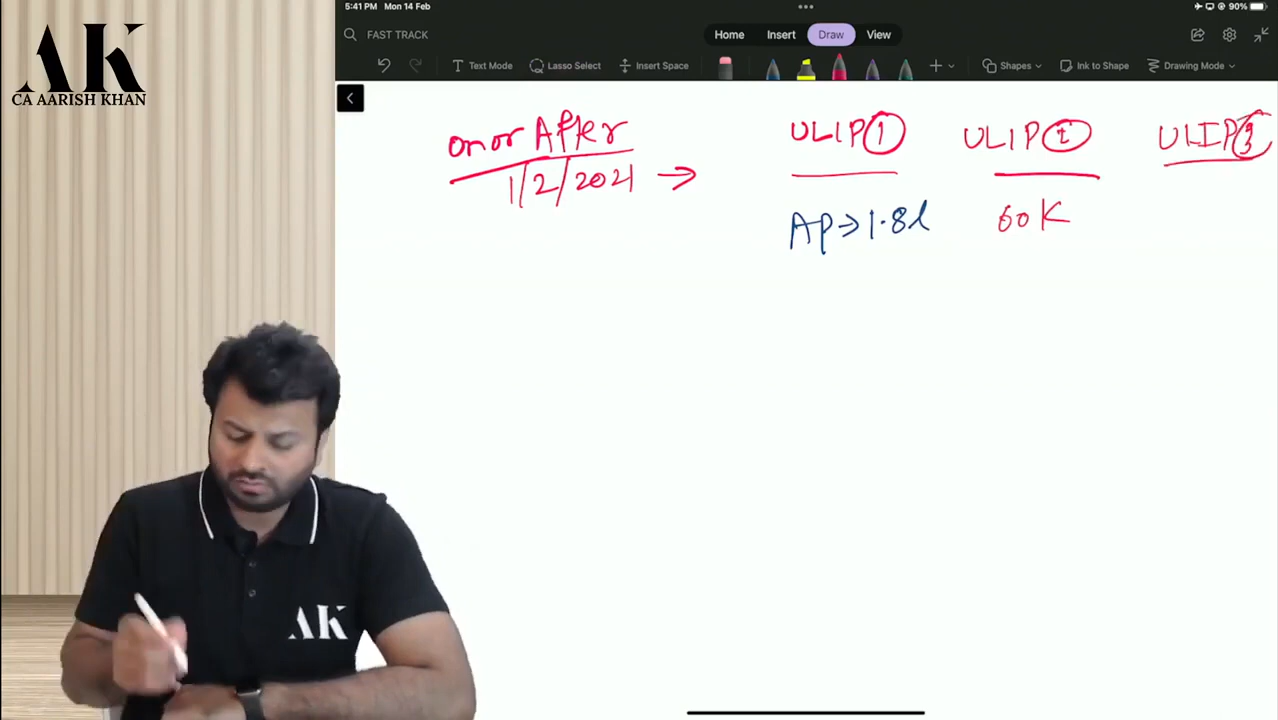 5:41 PM Mon 14 Feb
90%
AK
CA AARISH KHAN
FAST TRACK
Home Insert Draw View
Text Mode Lasso Select Insert Space Shapes Ink to Shape Drawing Mode
on or After
1/2/2021 →
ULIP 1 ULIP 2 ULIP 3
AP → 1.8l 60K
AK